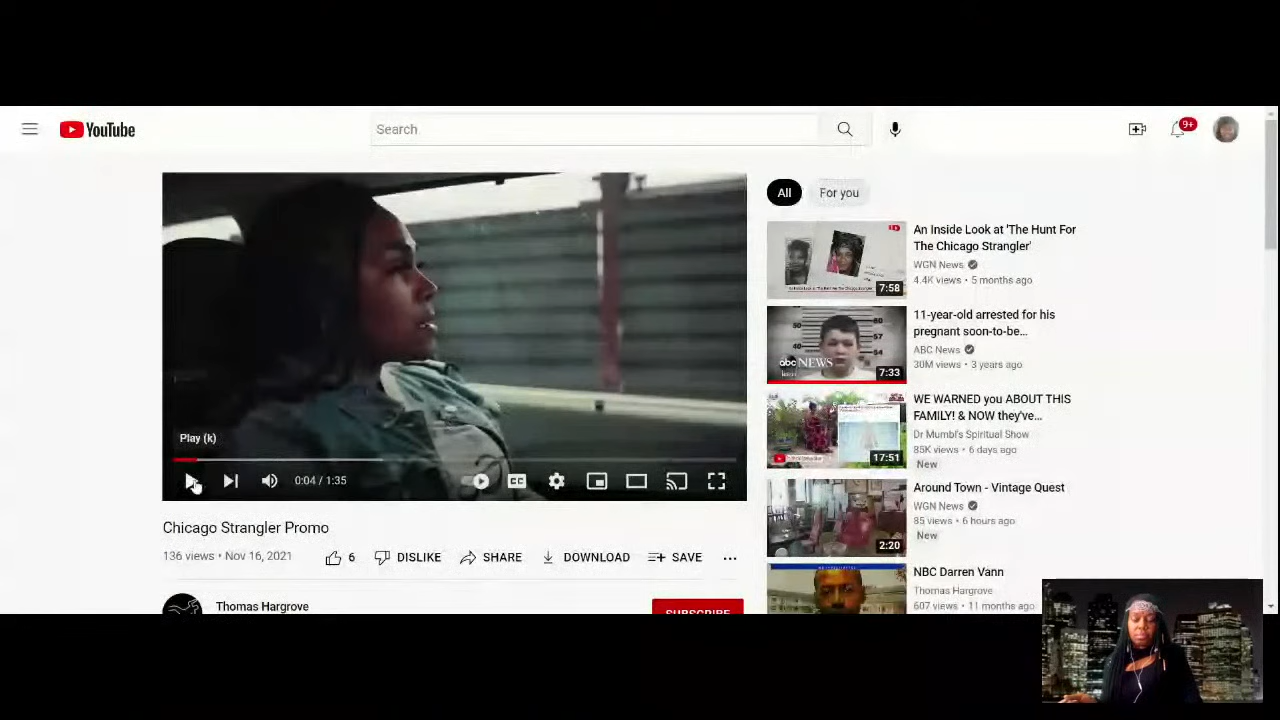 YouTube
Search
9+
Play (k)
0:04 / 1:35
CC
Chicago Strangler Promo
136 views • Nov 16, 2021
6
DISLIKE
SHARE
DOWNLOAD
SAVE
Thomas Hargrove
SUBSCRIBE
All
For you
7:58
An Inside Look at 'The Hunt For
The Chicago Strangler'
WGN News
4.4K views • 5 months ago
abc NEWS
7:33
11-year-old arrested for his
pregnant soon-to-be...
ABC News
30M views • 3 years ago
17:51
WE WARNED you ABOUT THIS
FAMILY! & NOW they've...
Dr Mumbi's Spiritual Show
85K views • 6 days ago
New
2:20
Around Town - Vintage Quest
WGN News
85 views • 6 hours ago
New
NBC Darren Vann
Thomas Hargrove
607 views • 11 months ago